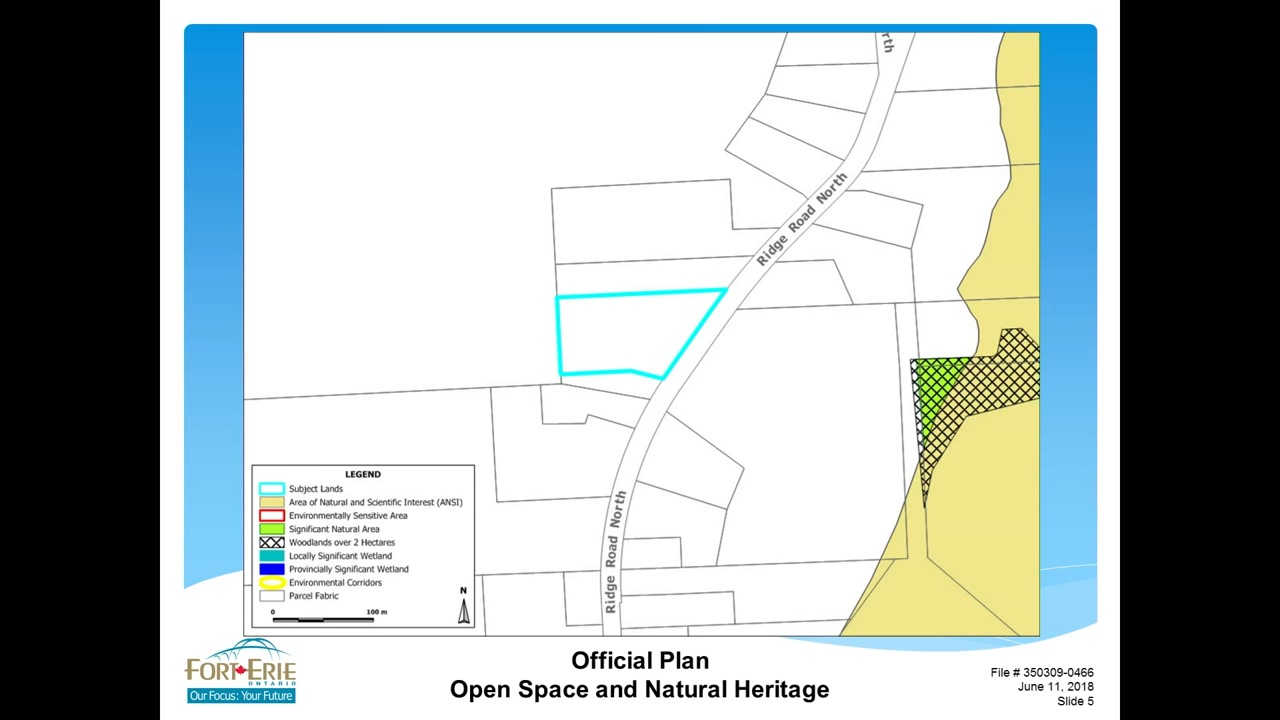 rth
Ridge Road North
Ridge Road North
LEGEND
Subject Lands
Area of Natural and Scientific Interest (ANSI)
Environmentally Sensitive Area
Significant Natural Area
Woodlands over 2 Hectares
Locally Significant Wetland
Provincially Significant Wetland
Environmental Corridors
Parcel Fabric
0 100 m
N
FORT ERIE
ONTARIO
Our Focus: Your Future
Official Plan
Open Space and Natural Heritage
File # 350309-0466
June 11, 2018
Slide 5